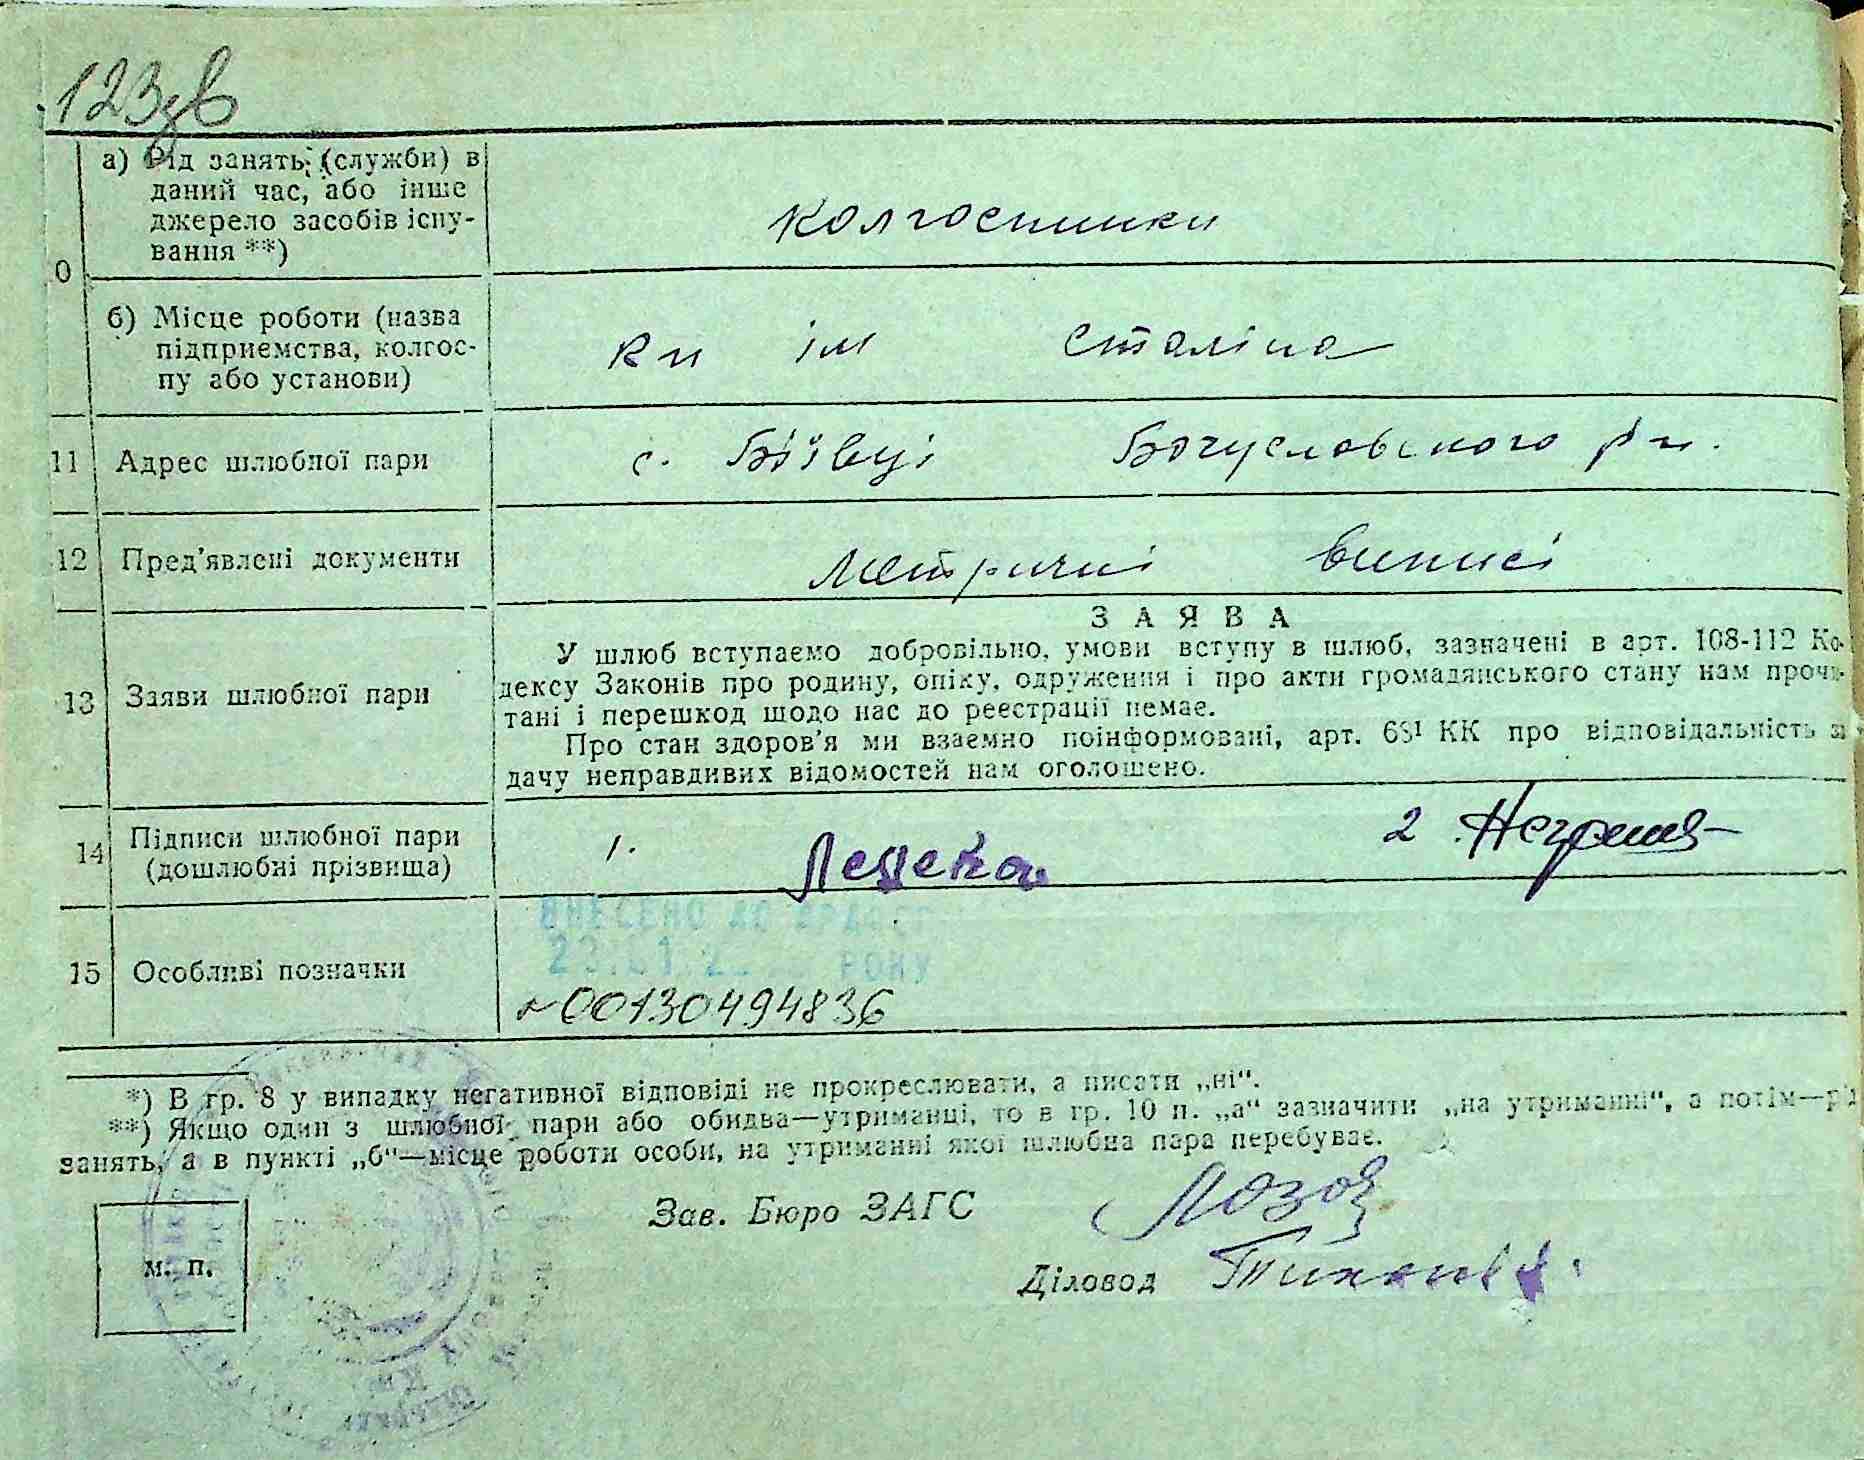 123зв
а) Рід занять (служби) в
даний час, або інше
джерело засобів існу-
вання **)
колгоспники
10
б) Місце роботи (назва
підприємства, колгос-
пу або установи)
кп ім Сталіна
11 Адрес шлюбної пари
с. Біївці Богуславського р-н.
12 Пред'явлені документи
Метричні виписі
ЗАЯВА
13 Заяви шлюбної пари
У шлюб вступаємо добровільно, умови вступу в шлюб, зазначені в арт. 108-112 Ко-
дексу Законів про родину, опіку, одруження і про акти громадянського стану нам прочи-
тані і перешкод щодо нас до реєстрації немає.
Про стан здоров'я ми взаємно поінформовані, арт. 68¹ КК про відповідальність за
дачу неправдивих відомостей нам оголошено.
14 Підписи шлюбної пари
(дошлюбні прізвища)
1. 2
15 Особливі позначки
ВНЕСЕНО ДО
РОКУ
00130494836
*) В гр. 8 у випадку негативної відповіді не прокреслювати, а писати „ні“.
**) Якщо один з шлюбної пари або обидва—утриманці, то в гр. 10 п. „а“ зазначити „на утриманні“, а потім—рід
занять, а в пункті „б“—місце роботи особи, на утриманні якої шлюбна пара перебуває.
Зав. Бюро ЗАГС
Діловод
м. п.